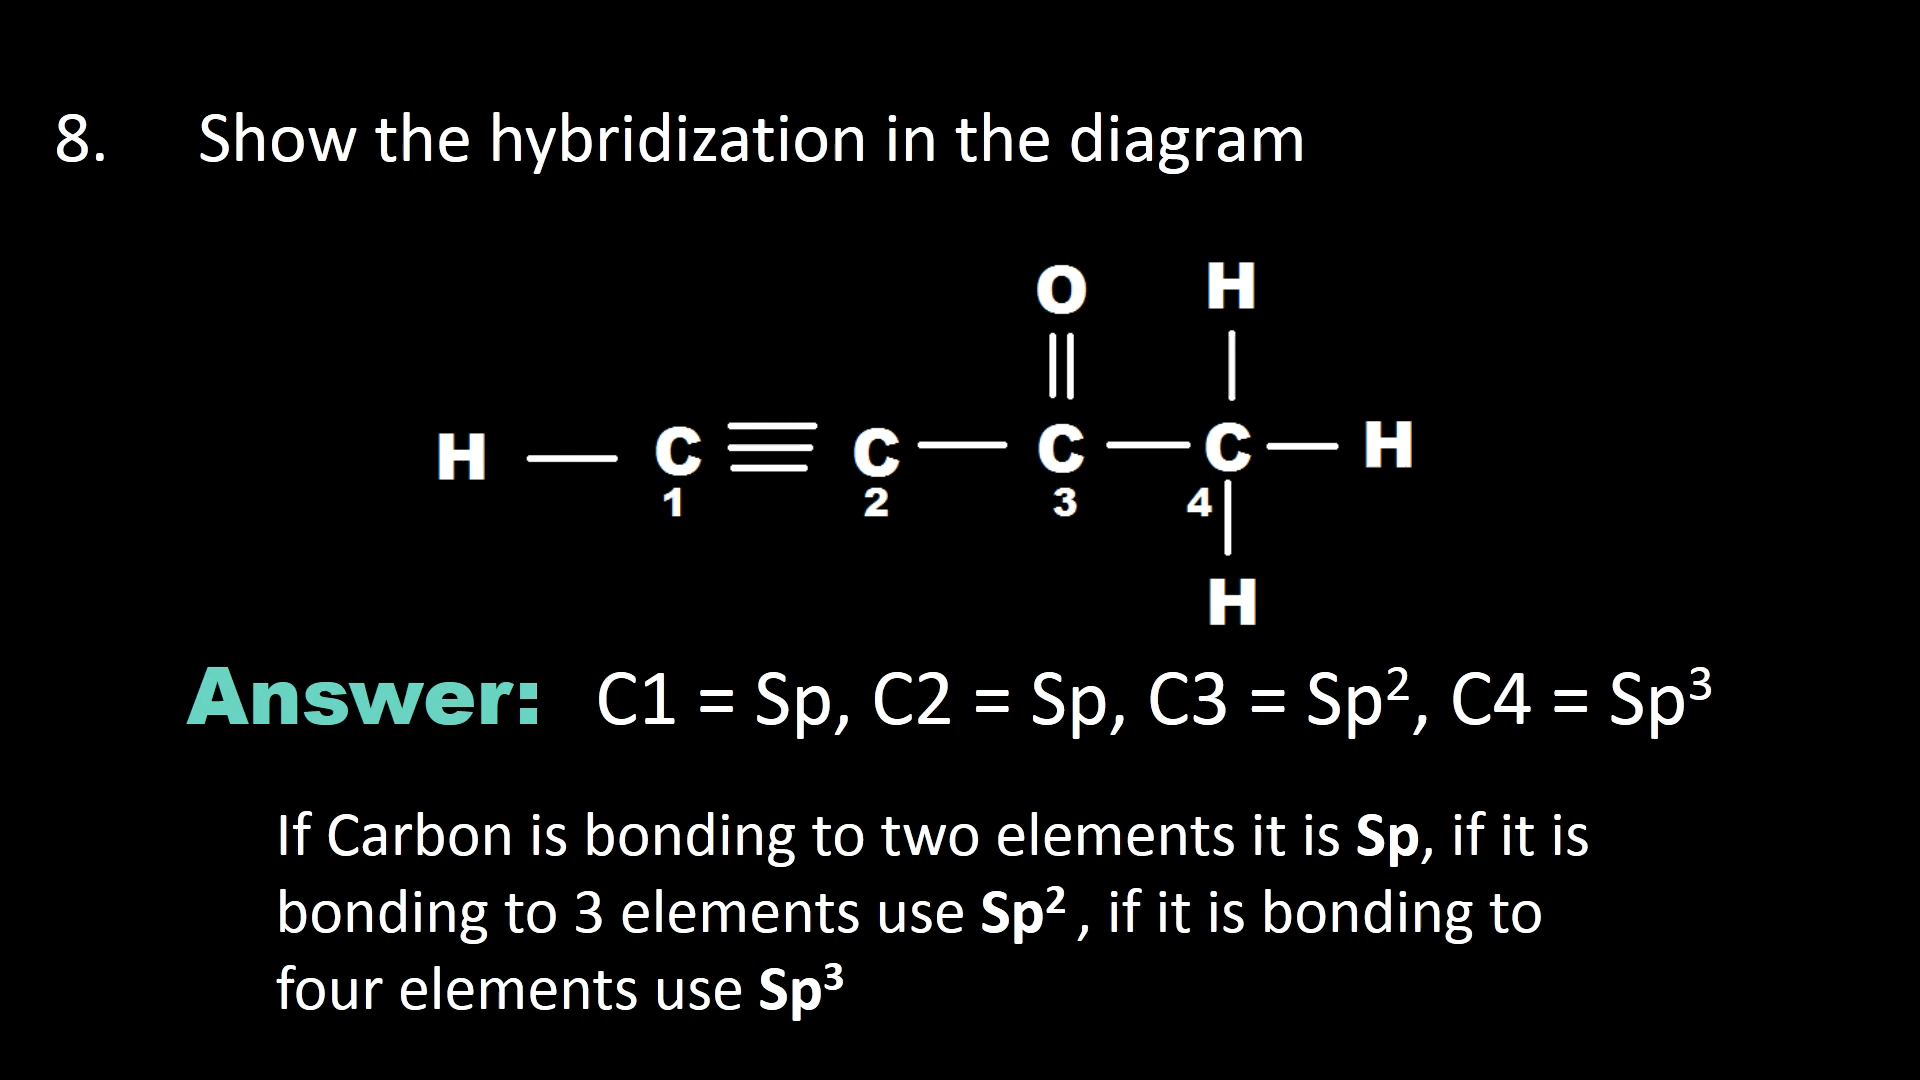 8. Show the hybridization in the diagram
O H
H C C C C H
1 2 3 4
H
Answer: C1 = Sp, C2 = Sp, C3 = Sp², C4 = Sp³
If Carbon is bonding to two elements it is Sp, if it is
bonding to 3 elements use Sp² , if it is bonding to
four elements use Sp³